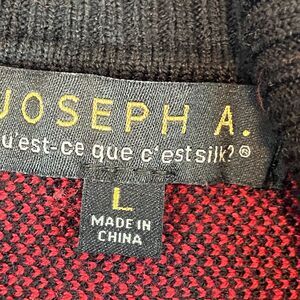 JOSEPH A.
u'est-ce que c'est silk? ®
L
MADE IN
CHINA